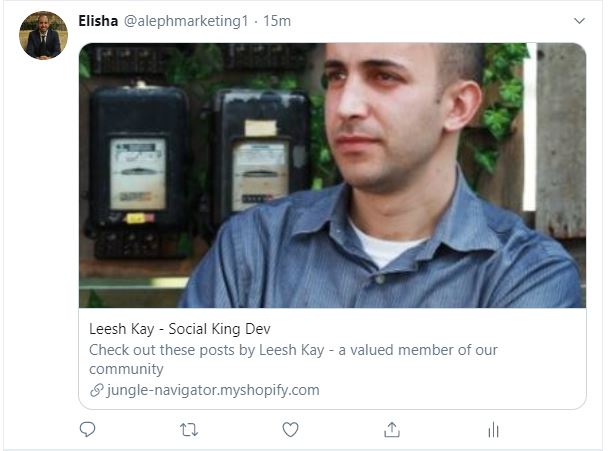 Elisha @alephmarketing1 · 15m
Leesh Kay - Social King Dev
Check out these posts by Leesh Kay - a valued member of our
community
jungle-navigator.myshopify.com